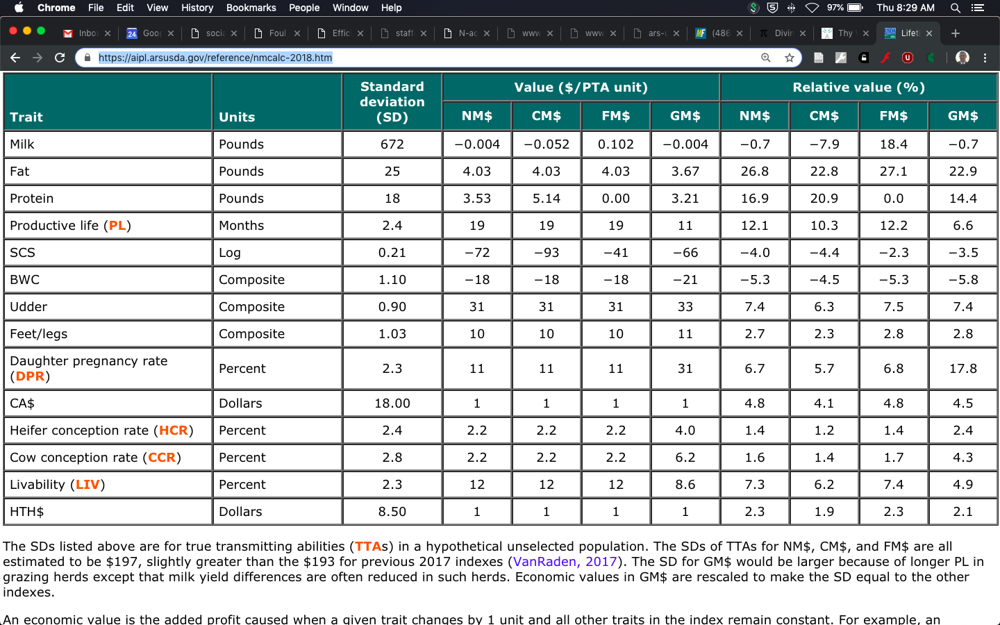 Chrome File Edit View History Bookmarks People Window Help 97% Thu 8:29 AM
Inbo 24 Goog socia Foul Effic staff N-ac www www ars-u MF (486 Divin Thy Lifeti
https://aipl.arsusda.gov/reference/nmcalc-2018.htm
Trait Units Standard deviation (SD) Value ($/PTA unit) Relative value (%)
NM$ CM$ FM$ GM$ NM$ CM$ FM$ GM$
Milk Pounds 672 −0.004 −0.052 0.102 −0.004 −0.7 −7.9 18.4 −0.7
Fat Pounds 25 4.03 4.03 4.03 3.67 26.8 22.8 27.1 22.9
Protein Pounds 18 3.53 5.14 0.00 3.21 16.9 20.9 0.0 14.4
Productive life (PL) Months 2.4 19 19 19 11 12.1 10.3 12.2 6.6
SCS Log 0.21 −72 −93 −41 −66 −4.0 −4.4 −2.3 −3.5
BWC Composite 1.10 −18 −18 −18 −21 −5.3 −4.5 −5.3 −5.8
Udder Composite 0.90 31 31 31 33 7.4 6.3 7.5 7.4
Feet/legs Composite 1.03 10 10 10 11 2.7 2.3 2.8 2.8
Daughter pregnancy rate (DPR) Percent 2.3 11 11 11 31 6.7 5.7 6.8 17.8
CA$ Dollars 18.00 1 1 1 1 4.8 4.1 4.8 4.5
Heifer conception rate (HCR) Percent 2.4 2.2 2.2 2.2 4.0 1.4 1.2 1.4 2.4
Cow conception rate (CCR) Percent 2.8 2.2 2.2 2.2 6.2 1.6 1.4 1.7 4.3
Livability (LIV) Percent 2.3 12 12 12 8.6 7.3 6.2 7.4 4.9
HTH$ Dollars 8.50 1 1 1 1 2.3 1.9 2.3 2.1
The SDs listed above are for true transmitting abilities (TTAs) in a hypothetical unselected population. The SDs of TTAs for NM$, CM$, and FM$ are all
estimated to be $197, slightly greater than the $193 for previous 2017 indexes (VanRaden, 2017). The SD for GM$ would be larger because of longer PL in
grazing herds except that milk yield differences are often reduced in such herds. Economic values in GM$ are rescaled to make the SD equal to the other
indexes.
An economic value is the added profit caused when a given trait changes by 1 unit and all other traits in the index remain constant. For example, an